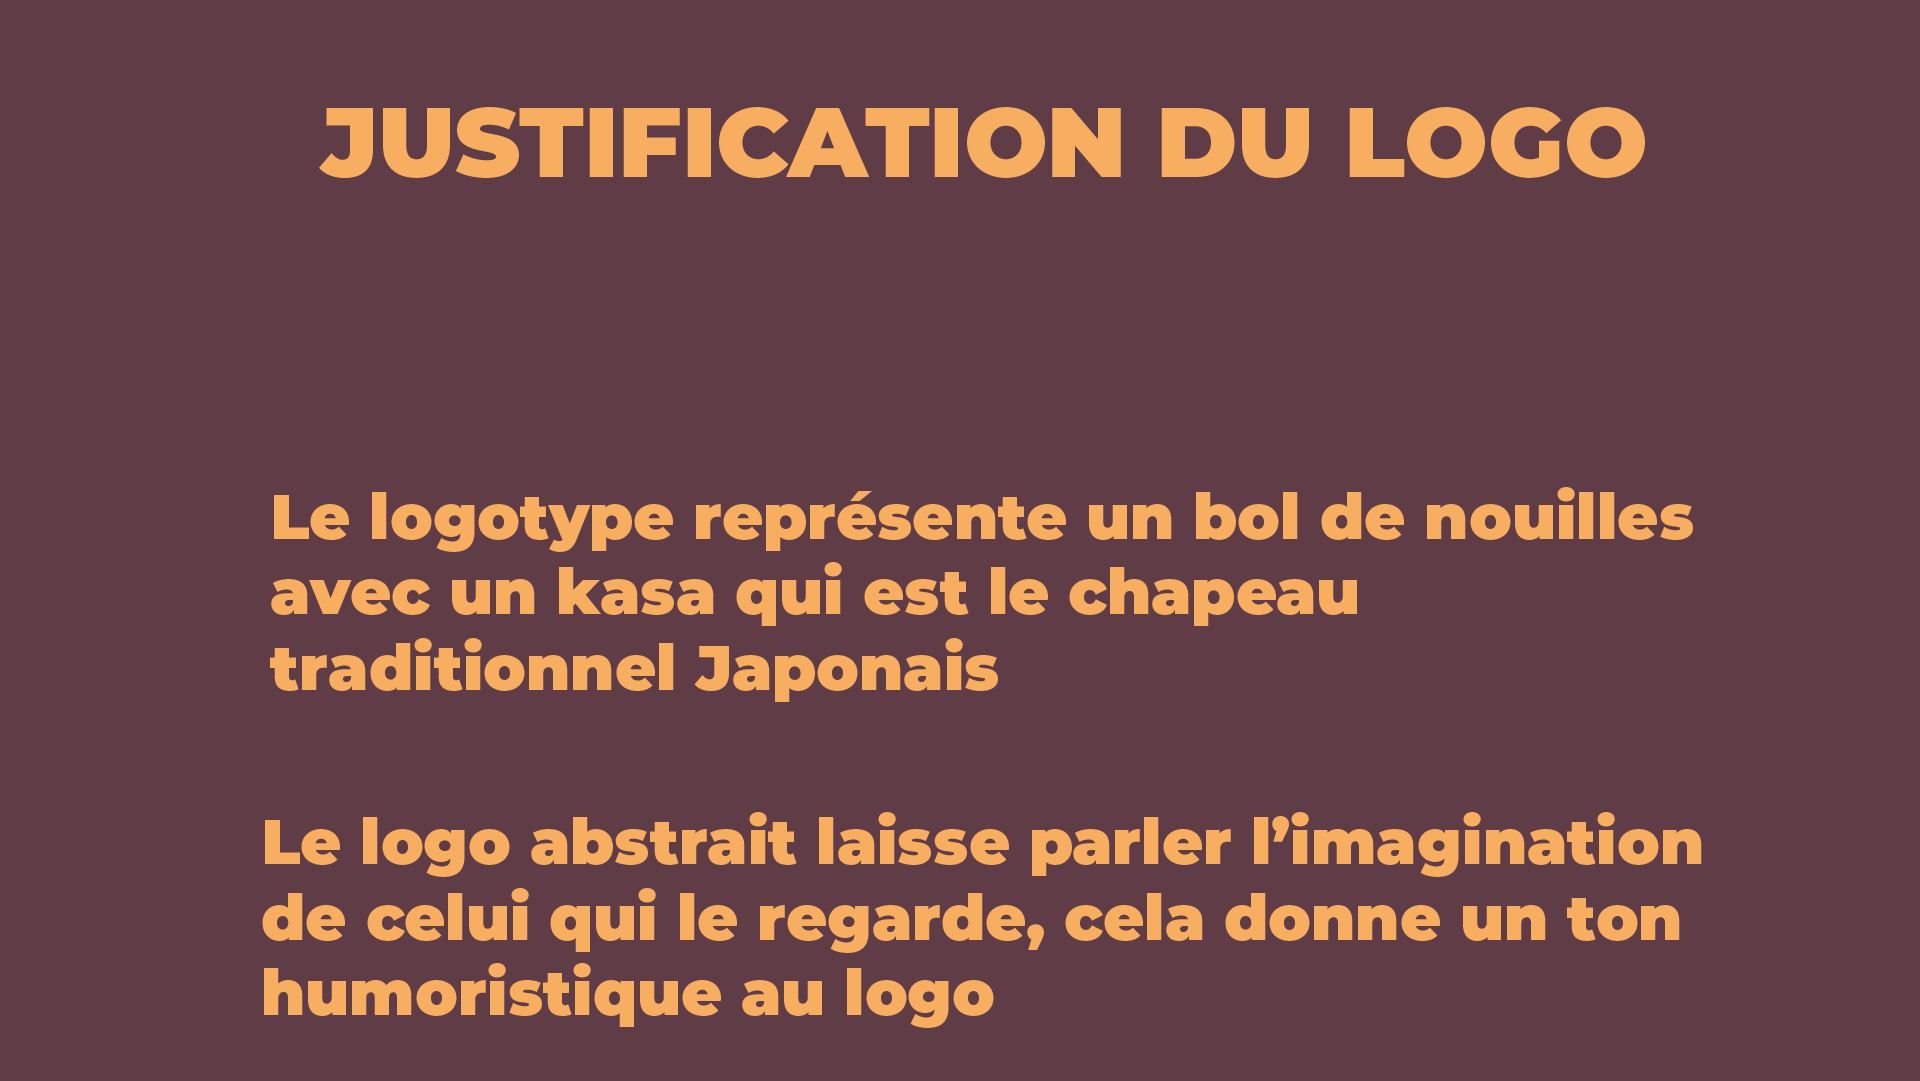 JUSTIFICATION DU LOGO
Le logotype représente un bol de nouilles
avec un kasa qui est le chapeau
traditionnel Japonais
Le logo abstrait laisse parler l’imagination
de celui qui le regarde, cela donne un ton
humoristique au logo